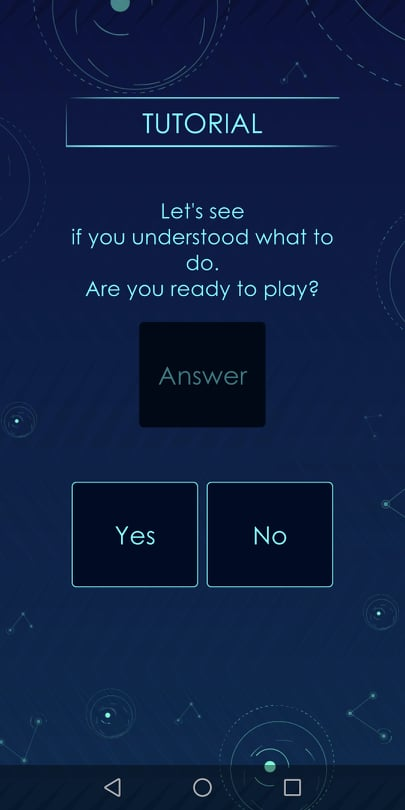 TUTORIAL
Let's see
if you understood what to
do.
Are you ready to play?
Answer
Yes
No